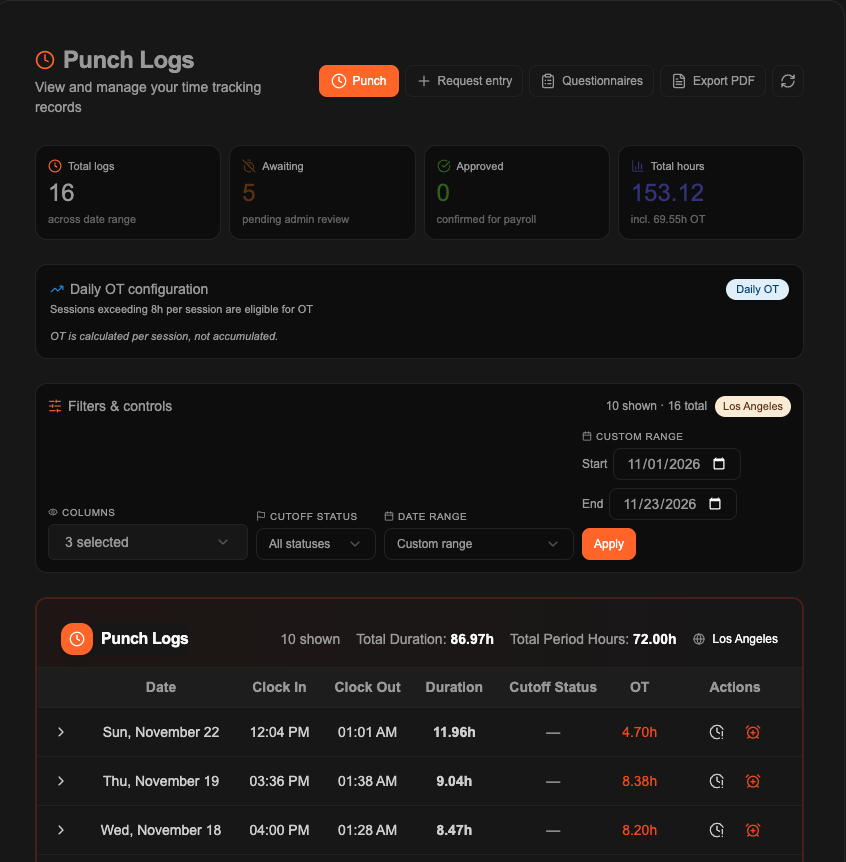 Punch Logs
View and manage your time tracking
records
Punch
Request entry
Questionnaires
Export PDF
Total logs
16
across date range
Awaiting
5
pending admin review
Approved
0
confirmed for payroll
Total hours
153.12
incl. 69.55h OT
Daily OT configuration
Daily OT
Sessions exceeding 8h per session are eligible for OT
OT is calculated per session, not accumulated.
Filters & controls
10 shown · 16 total
Los Angeles
COLUMNS
3 selected
CUTOFF STATUS
All statuses
DATE RANGE
Custom range
CUSTOM RANGE
Start 11/01/2026
End 11/23/2026
Apply
Punch Logs 10 shown Total Duration: 86.97h Total Period Hours: 72.00h Los Angeles
Date Clock In Clock Out Duration Cutoff Status OT Actions
Sun, November 22 12:04 PM 01:01 AM 11.96h — 4.70h
Thu, November 19 03:36 PM 01:38 AM 9.04h — 8.38h
Wed, November 18 04:00 PM 01:28 AM 8.47h — 8.20h